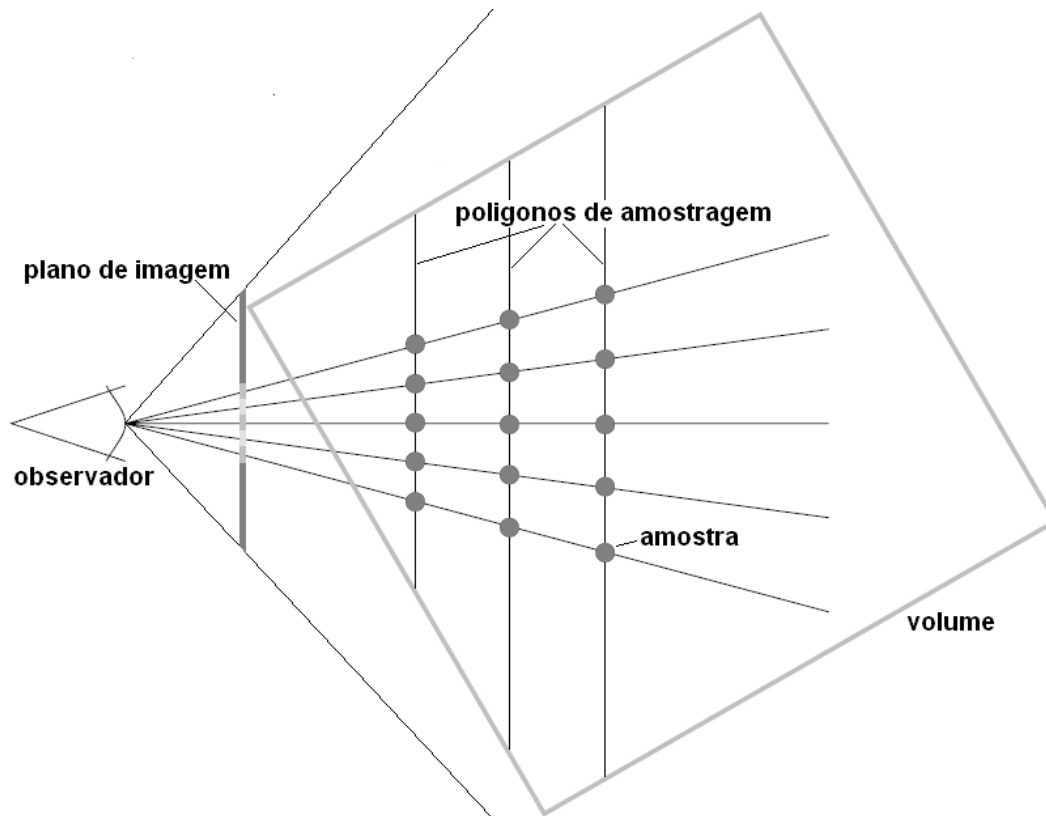 poligonos de amostragem
plano de imagem
observador
amostra
volume